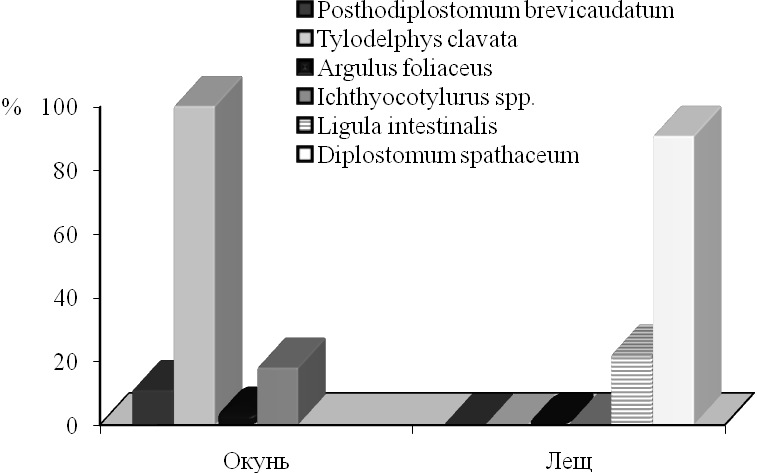 Posthodiplostomum brevicaudatum
Tylodelphys clavata
Argulus foliaceus
Ichthyocotylurus spp.
Ligula intestinalis
Diplostomum spathaceum
% 100
80
60
40
20
0
Окунь Лещ